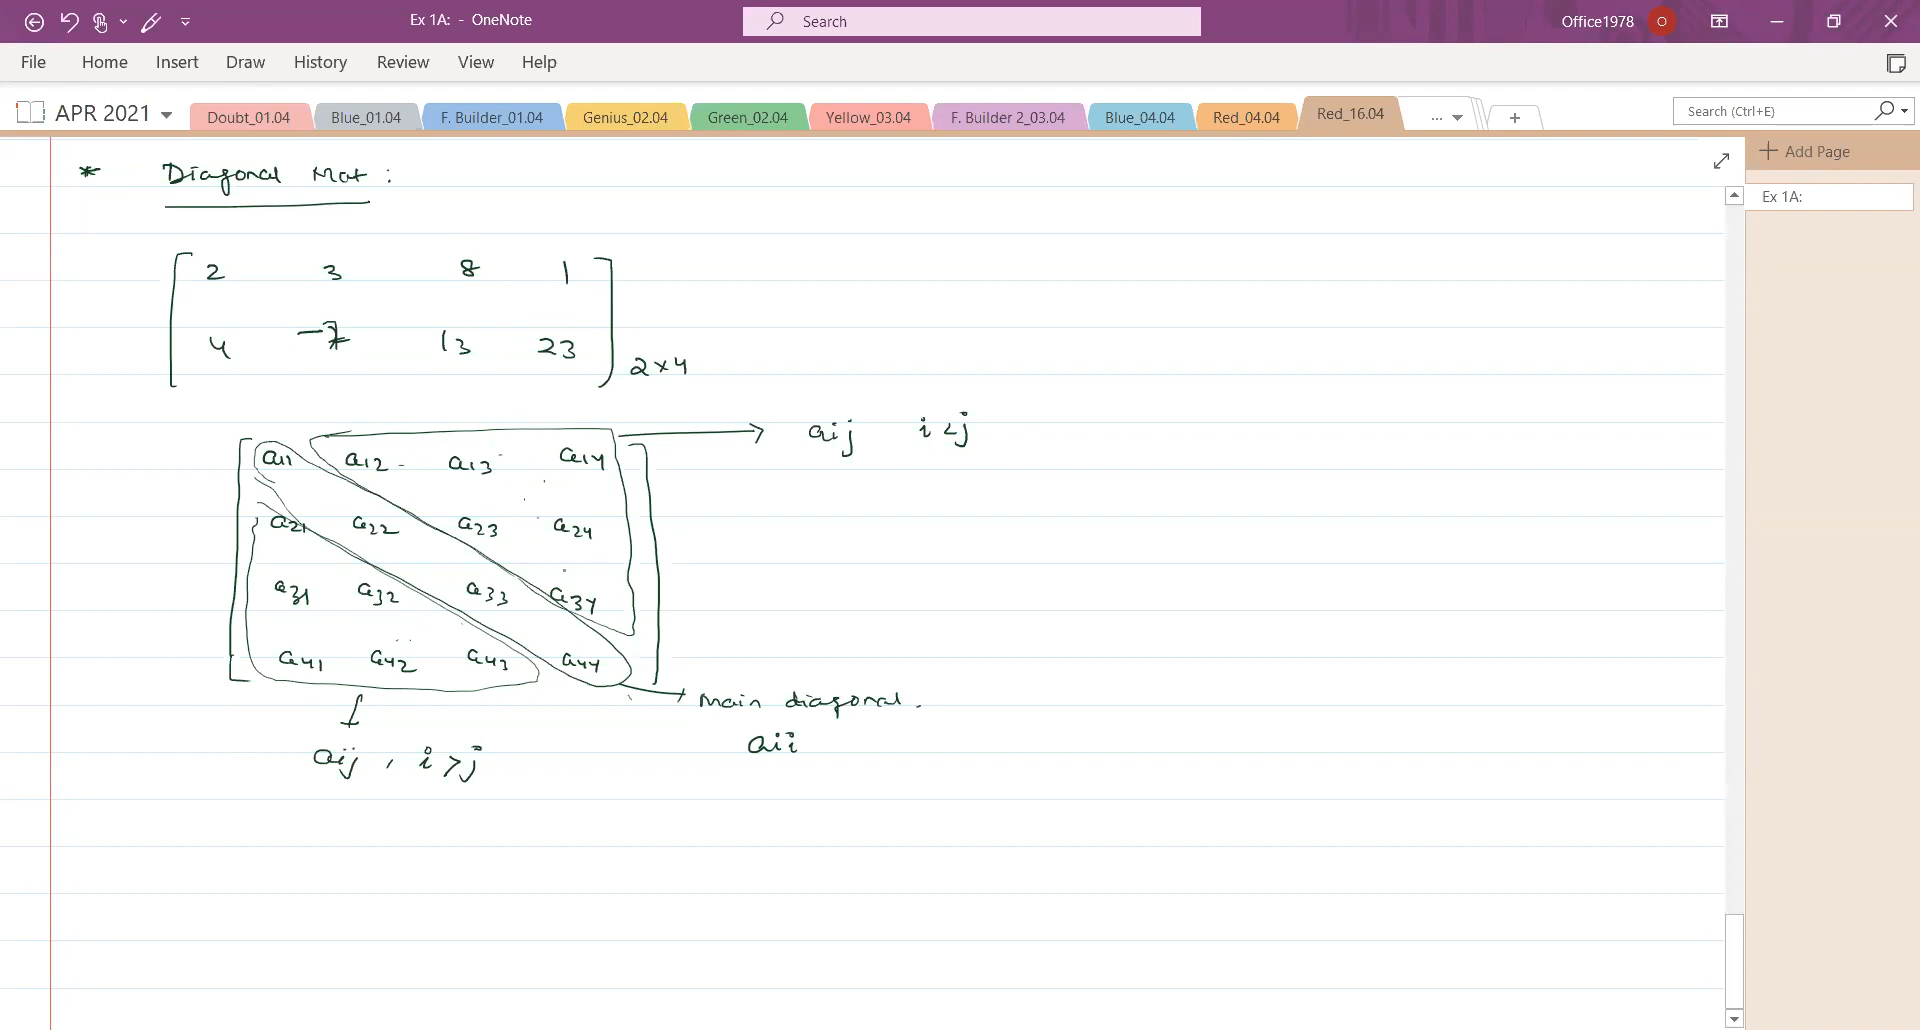 Ex 1A: - OneNote
Search
Office1978 O
File Home Insert Draw History Review View Help
APR 2021 Doubt_01.04 Blue_01.04 F. Builder_01.04 Genius_02.04 Green_02.04 Yellow_03.04 F. Builder 2_03.04 Blue_04.04 Red_04.04 Red_16.04 ... +
Search (Ctrl+E)
+ Add Page
Ex 1A:
* Diagonal Mat :
2 3 8 1
4 -7 13 23
2×4
aij i<j
a11 a12 a13 a14
a21 a22 a23 a24
a31 a32 a33 a34
a41 a42 a43 a44
Main diagonal.
aii
aij , i>j